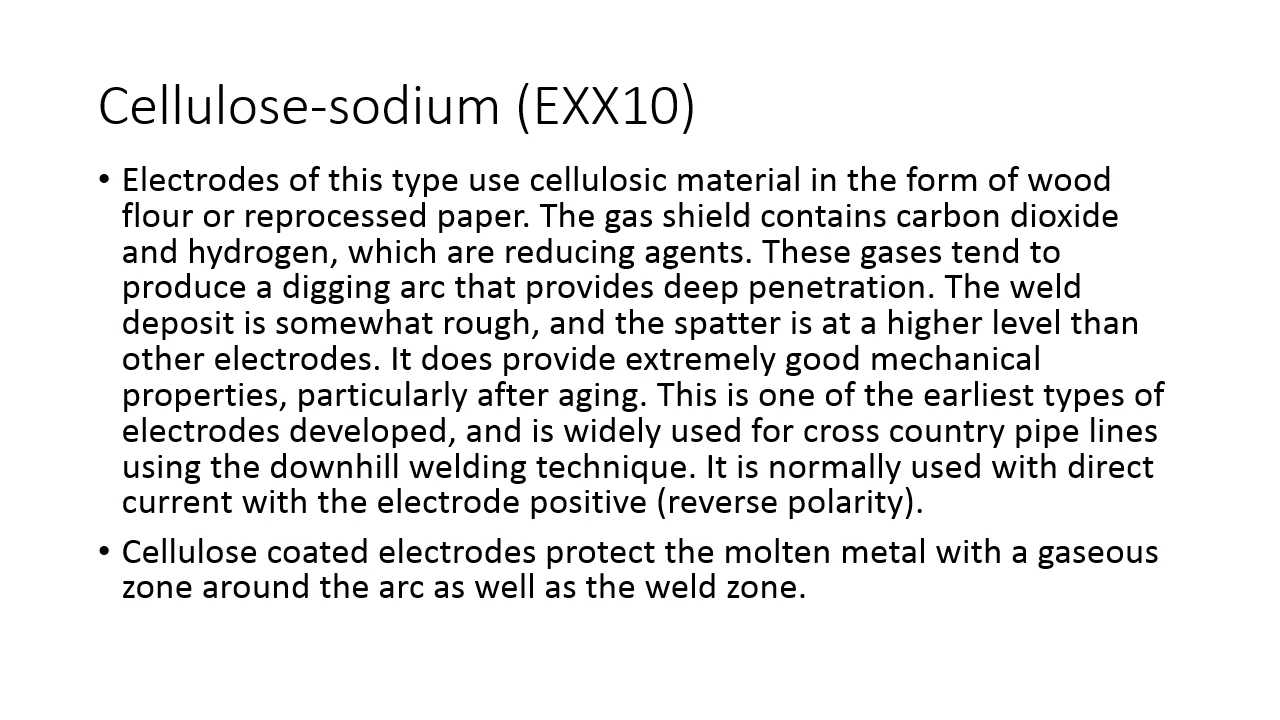 Cellulose-sodium (EXX10)
• Electrodes of this type use cellulosic material in the form of wood
flour or reprocessed paper. The gas shield contains carbon dioxide
and hydrogen, which are reducing agents. These gases tend to
produce a digging arc that provides deep penetration. The weld
deposit is somewhat rough, and the spatter is at a higher level than
other electrodes. It does provide extremely good mechanical
properties, particularly after aging. This is one of the earliest types of
electrodes developed, and is widely used for cross country pipe lines
using the downhill welding technique. It is normally used with direct
current with the electrode positive (reverse polarity).
• Cellulose coated electrodes protect the molten metal with a gaseous
zone around the arc as well as the weld zone.